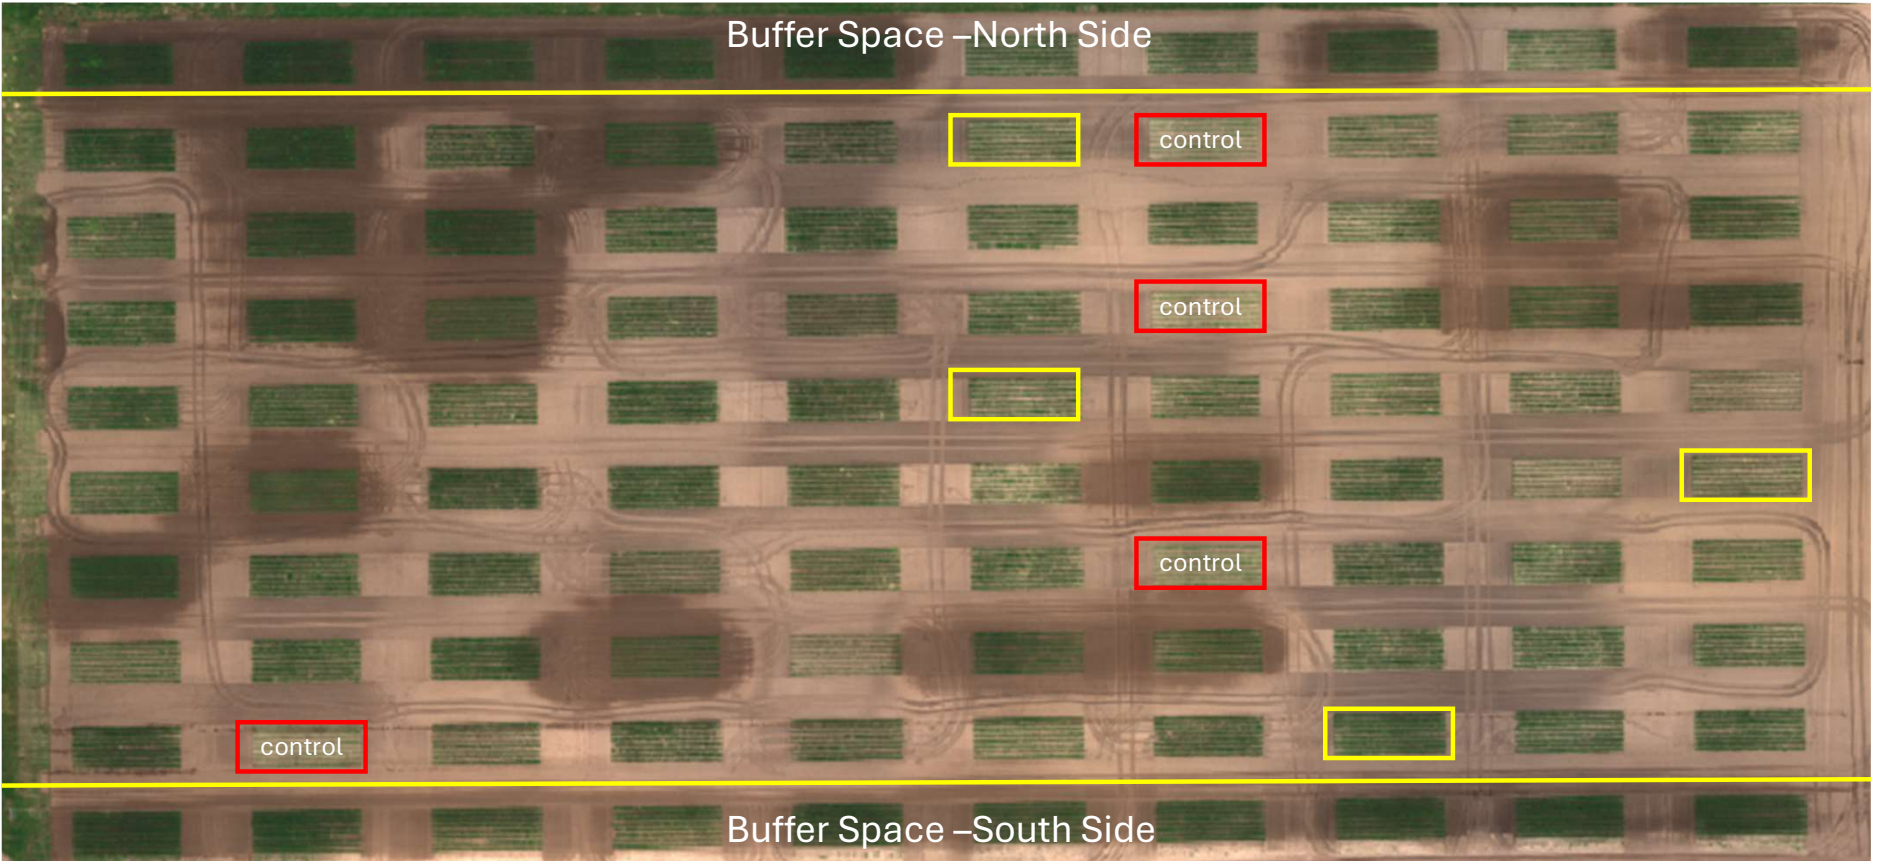 Buffer Space –North Side
control
control
control
control
Buffer Space –South Side